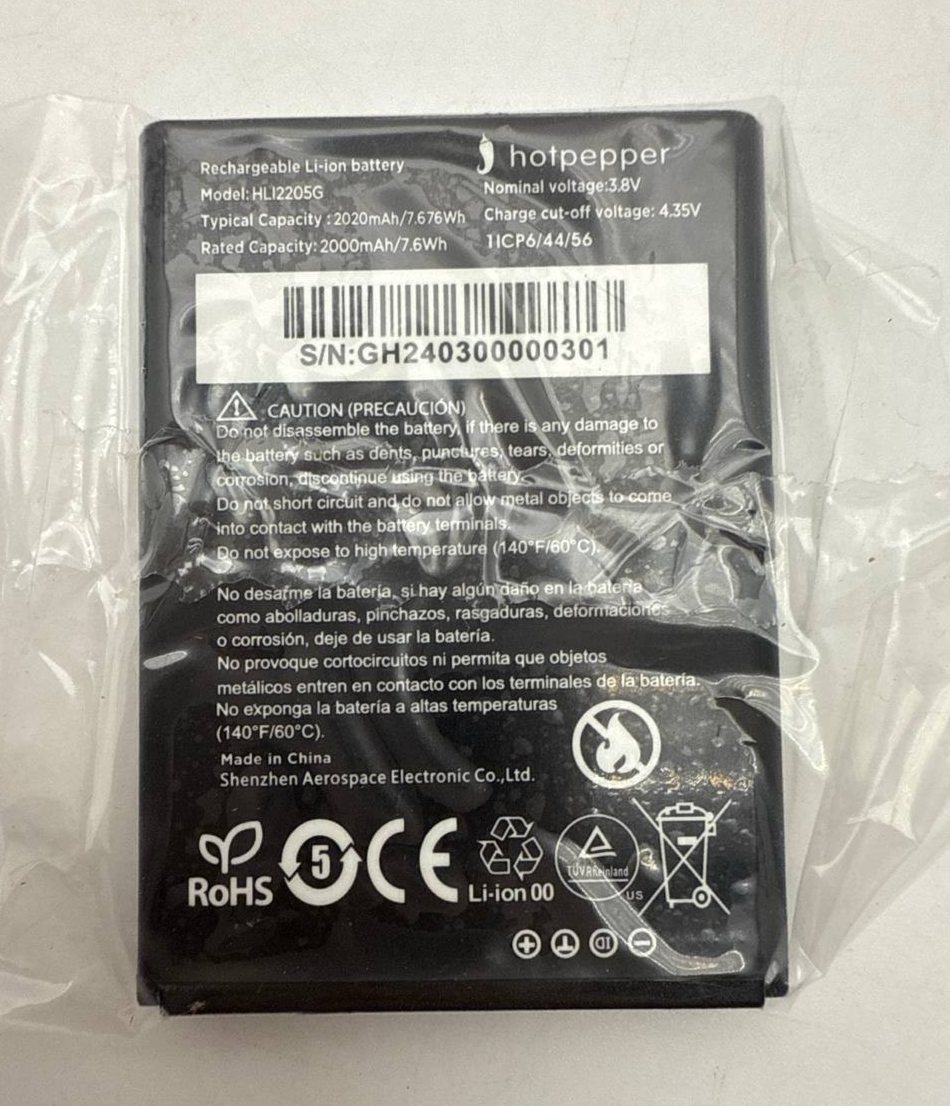 hotpepper
Rechargeable Li-ion battery
Model: HLI2205G
Typical Capacity : 2020mAh/7.676Wh
Rated Capacity: 2000mAh/7.6Wh
Nominal voltage:3.8V
Charge cut-off voltage: 4.35V
1ICP6/44/56
S/N:GH240300000301
CAUTION (PRECAUCIÓN)
Do not disassemble the battery, if there is any damage to
the battery such as dents, punctures, tears, deformities or
corrosion, discontinue using the battery.
Do not short circuit and do not allow metal objects to come
into contact with the battery terminals.
Do not expose to high temperature (140°F/60°C).
No desarme la batería, si hay algún daño en la batería
como abolladuras, pinchazos, rasgaduras, deformaciones
o corrosión, deje de usar la batería.
No provoque cortocircuitos ni permita que objetos
metálicos entren en contacto con los terminales de la batería.
No exponga la batería a altas temperaturas
(140°F/60°C).
Made in China
Shenzhen Aerospace Electronic Co.,Ltd.
RoHS
5
CE
Li-ion 00
TÜVRheinland
US
+ T ID -